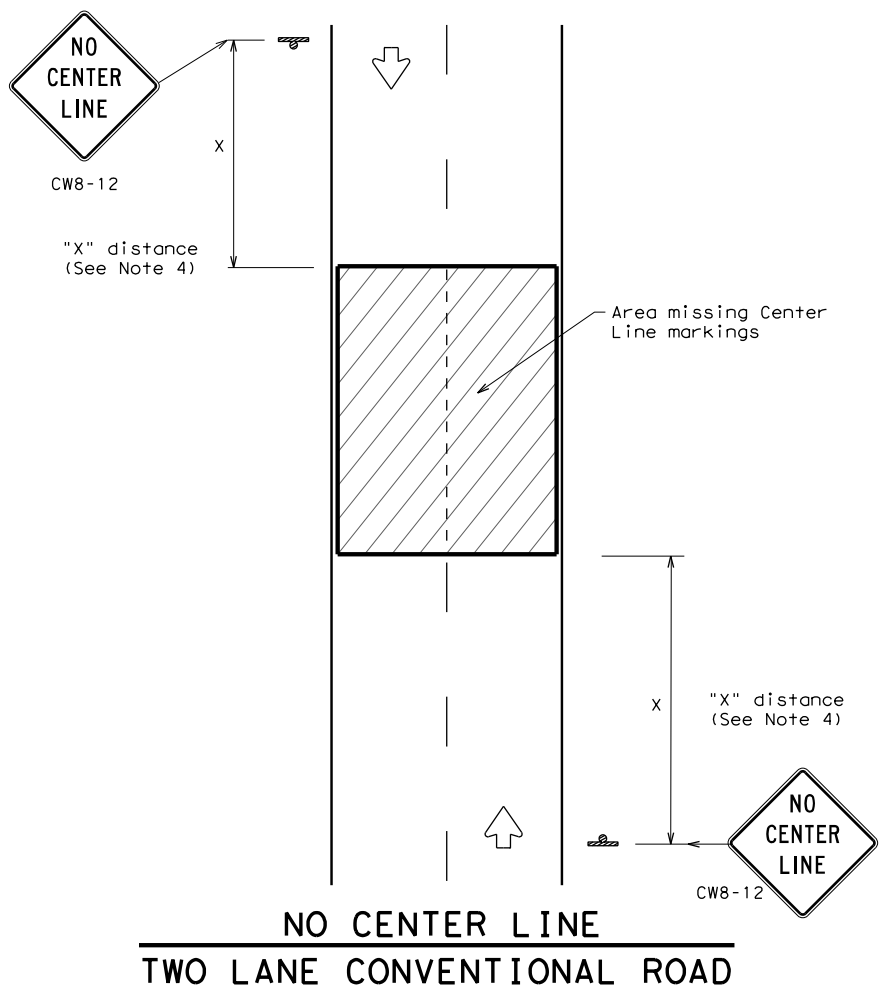 NO
CENTER
LINE
X
CW8-12
"X" distance
(See Note 4)
Area missing Center
Line markings
X
"X" distance
(See Note 4)
NO
CENTER
LINE
CW8-12
NO CENTER LINE
TWO LANE CONVENTIONAL ROAD